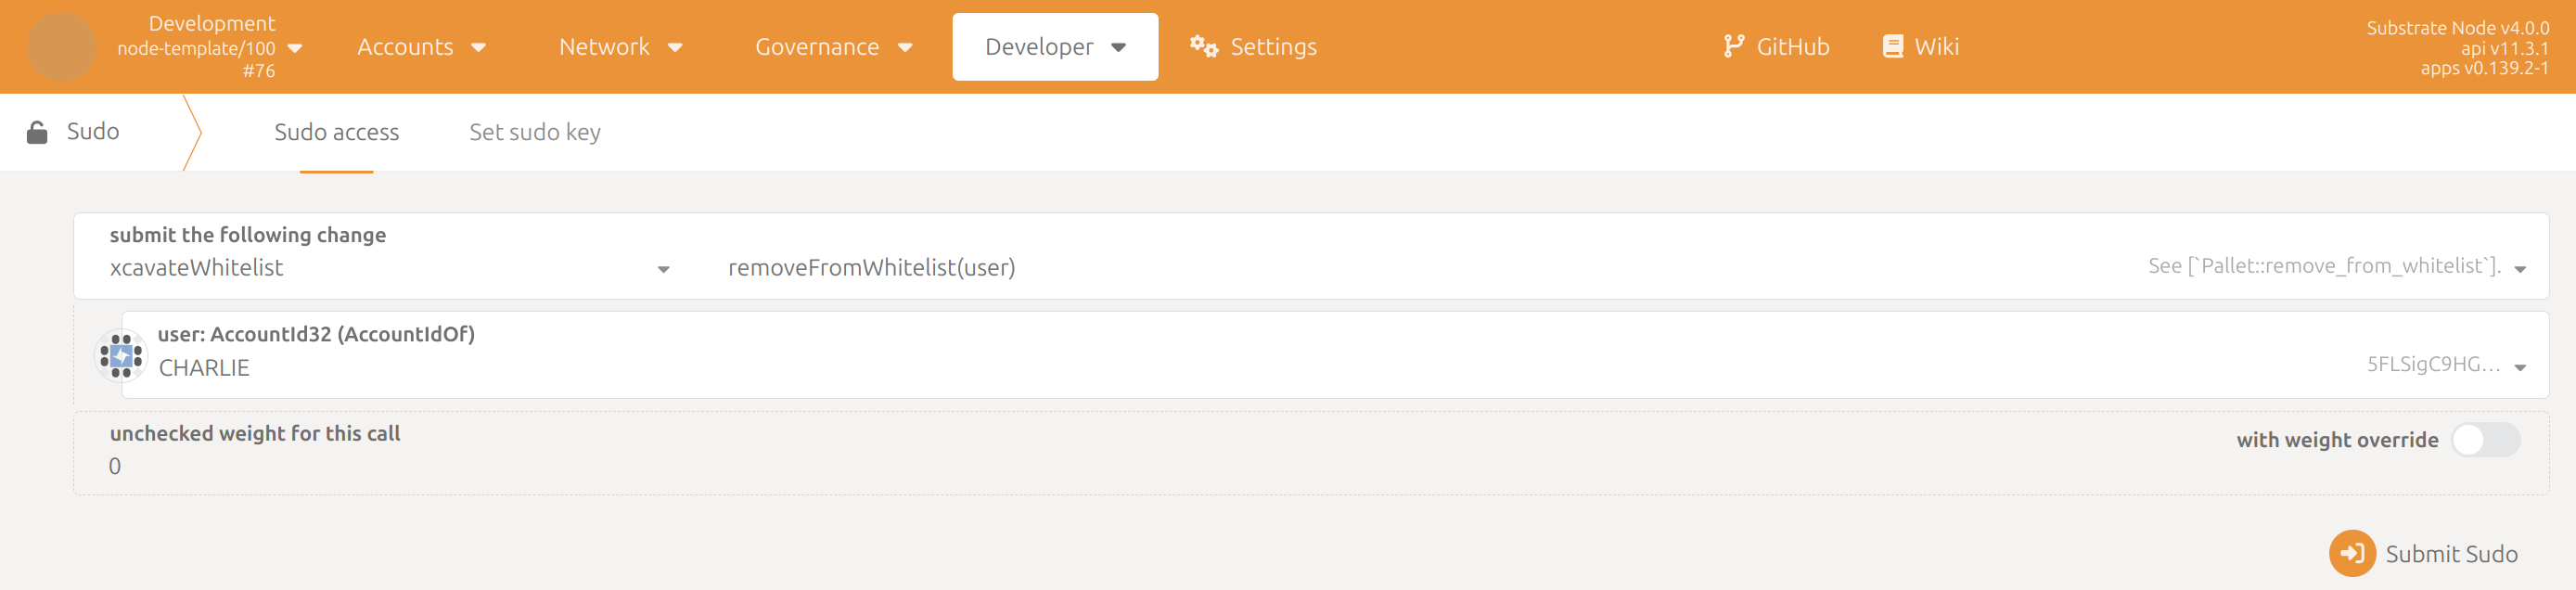 Development
node-template/100
#76
Accounts
Network
Governance
Developer
Settings
GitHub
Wiki
Substrate Node v4.0.0
api v11.3.1
apps v0.139.2-1
Sudo
Sudo access
Set sudo key
submit the following change
xcavateWhitelist
removeFromWhitelist(user)
See [`Pallet::remove_from_whitelist`].
user: AccountId32 (AccountIdOf)
CHARLIE
5FLSigC9HG…
unchecked weight for this call
0
with weight override
Submit Sudo